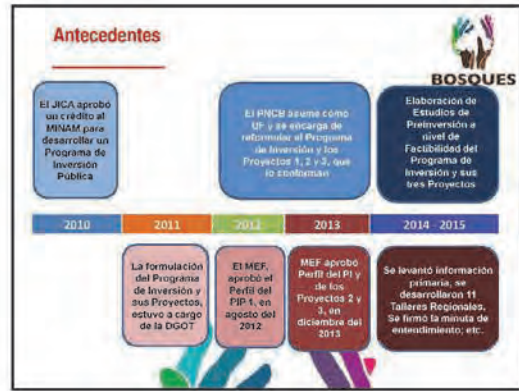 Antecedentes
BOSQUES
El JICA aprobó
un crédito al
MINAM para
desarrollar un
Programa de
Inversión
Pública
El PNCB asume como
UF y se encarga de
reformular el Programa
de Inversión y los
Proyectos 1, 2 y 3, que
lo conforman
Elaboración de
Estudios de
Preinversión a
nivel de
Factibilidad del
Programa de
Inversión y sus
tres Proyectos
2010
2011
2012
2013
2014 - 2015
La formulación
del Programa
de Inversión y
sus Proyectos,
estuvo a cargo
de la DGOT
El MEF, aprobó
el Perfil del
PIP 1, en
agosto del
2012
MEF aprobó
Perfil del PI y
de los
Proyectos 2 y
3, en
diciembre del
2013
Se levantó información
primaria; se
desarrollaron 11
Talleres Regionales,
Se firmó la minuta de
entendimiento; etc.